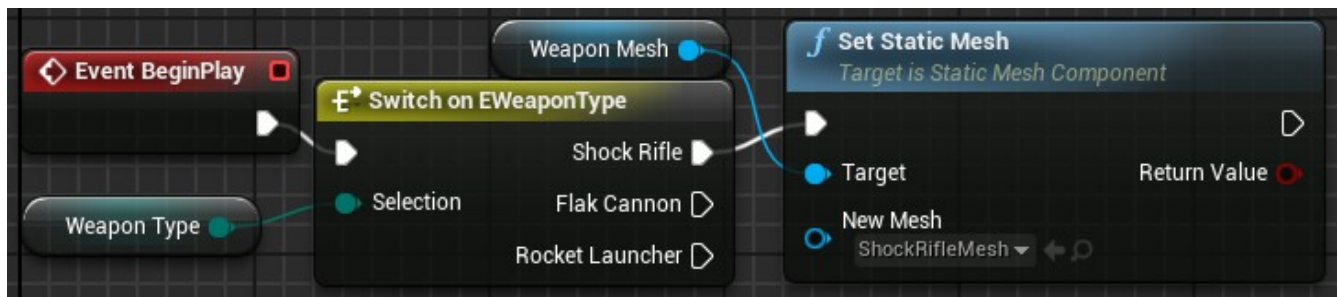 Event BeginPlay
Weapon Type
Switch on EWeaponType
Selection
Shock Rifle
Flak Cannon
Rocket Launcher
Weapon Mesh
f Set Static Mesh
Target is Static Mesh Component
Target
Return Value
New Mesh
ShockRifleMesh